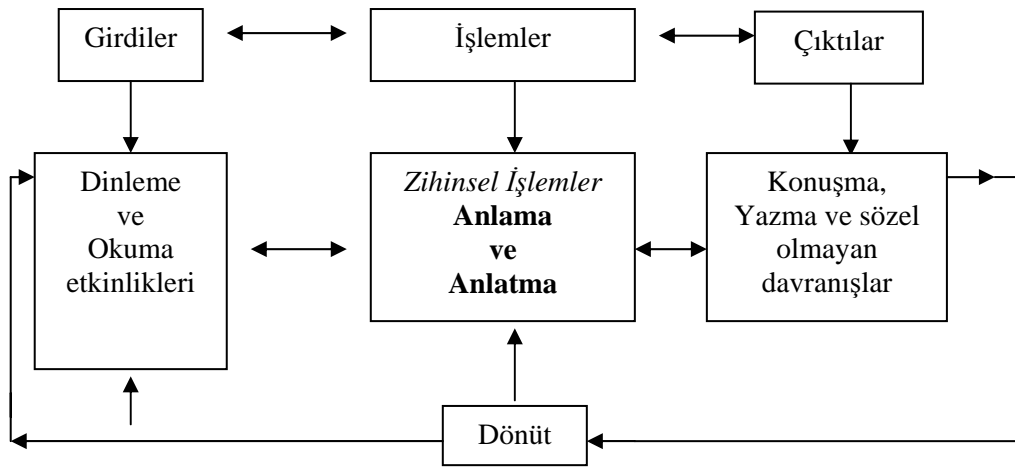 Girdiler
İşlemler
Çıktılar
Dinleme
ve
Okuma
etkinlikleri
Zihinsel İşlemler
Anlama
ve
Anlatma
Konuşma,
Yazma ve sözel
olmayan
davranışlar
Dönüt